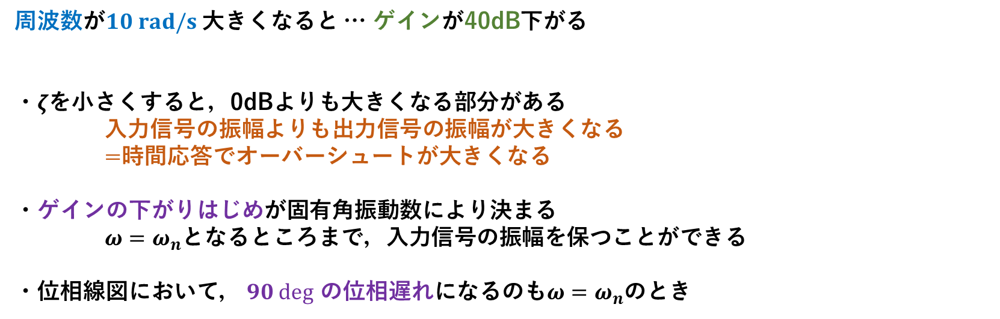 周波数が10 rad/s 大きくなると … ゲインが40dB下がる
・ζを小さくすると，0dBよりも大きくなる部分がある
入力信号の振幅よりも出力信号の振幅が大きくなる
=時間応答でオーバーシュートが大きくなる
・ゲインの下がりはじめが固有角振動数により決まる
ω = ωₙとなるところまで，入力信号の振幅を保つことができる
・位相線図において， 90 deg の位相遅れになるのもω = ωₙのとき